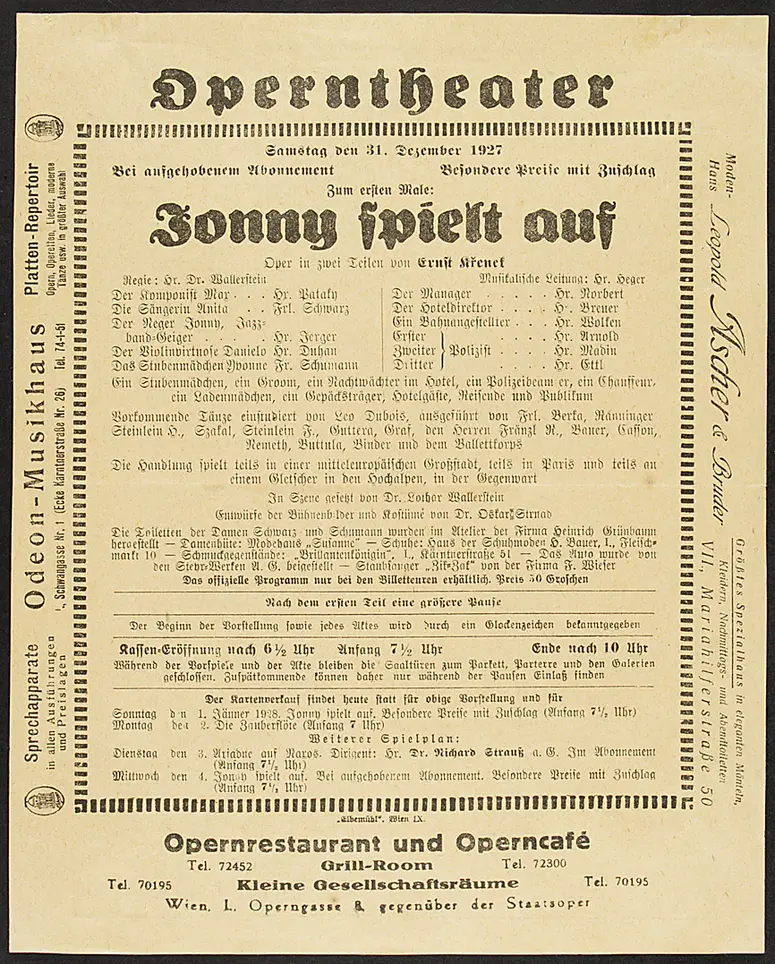 Operntheater
Samstag den 31. Dezember 1927
Bei aufgehobenem Abonnement Besondere Preise mit Zuschlag
Zum ersten Male:
Jonny spielt auf
Oper in zwei Teilen von Ernst Křenek
Regie: Hr. Dr. Wallerstein Musikalische Leitung: Hr. Heger
Der Komponist Max . . . Hr. Pataky
Die Sängerin Anita . . Frl. Schwarz
Der Neger Jonny, Jazz-
band-Geiger . . . . Hr. Jerger
Der Violinvirtuose Daniello Hr. Duhan
Das Stubenmädchen Yvonne Fr. Schumann
Der Manager . . . . . Hr. Norbert
Der Hoteldirektor . . . Hr. Breuer
Ein Bahnangestellter . . . Hr. Wolken
Erster Hr. Arnold
Zweiter Polizist . . . Hr. Madin
Dritter Hr. Ettl
Ein Stubenmädchen, ein Groom, ein Nachtwächter im Hotel, ein Polizeibeamter, ein Chauffeur,
ein Ladenmädchen, ein Gepäcksträger, Hotelgäste, Reisende und Publikum
Vorkommende Tänze einstudiert von Leo Dubois, ausgeführt von Frl. Berka, Ränninger
Steinlein H., Szakal, Steinlein F., Guttera, Graf, den Herren Fränzl R., Bauer, Casson,
Nemeth, Buttula, Binder und dem Ballettkorps
Die Handlung spielt teils in einer mitteleuropäischen Großstadt, teils in Paris und teils an
einem Gletscher in den Hochalpen, in der Gegenwart
In Szene gesetzt von Dr. Lothar Wallerstein
Entwürfe der Bühnenbilder und Kostüme von Dr. Oskar Strnad
Die Toiletten der Damen Schwarz und Schumann wurden im Atelier der Firma Heinrich Grünbaum
hergestellt — Damenhüte: Modehaus „Susanne“ — Schuhe: Haus der Schuhmoden H. Bauer, I., Fleisch-
markt 10 — Schmuckgegenstände: „Brillantenkönigin“, I., Kärntnerstraße 51 — Das Auto wurde von
den Steyr-Werken A. G. beigestellt — Staubsauger „Zik-Zak“ von der Firma F. Wieser
Das offizielle Programm nur bei den Billetteuren erhältlich. Preis 50 Groschen
Nach dem ersten Teil eine größere Pause
Der Beginn der Vorstellung sowie jedes Aktes wird durch ein Glockenzeichen bekanntgegeben
Kassen-Eröffnung nach 6½ Uhr Anfang 7½ Uhr Ende nach 10 Uhr
Während der Vorspiele und der Akte bleiben die Saaltüren zum Parkett, Parterre und den Galerien
geschlossen. Zuspätkommende können daher nur während der Pausen Einlaß finden
Der Kartenverkauf findet heute statt für obige Vorstellung und für
Sonntag den 1. Jänner 1928. Jonny spielt auf. Besondere Preise mit Zuschlag (Anfang 7½ Uhr)
Montag den 2. Die Zauberflöte (Anfang 7 Uhr)
Weiterer Spielplan:
Dienstag den 3. Ariadne auf Naxos. Dirigent: Hr. Dr. Richard Strauß a. G. Im Abonnement
(Anfang 7½ Uhr)
Mittwoch den 4. Jonny spielt auf. Bei aufgehobenem Abonnement. Besondere Preise mit Zuschlag
(Anfang 7½ Uhr)
„Elbemühl“, Wien IX.
Opernrestaurant und Operncafé
Tel. 72452 Grill-Room Tel. 72300
Tel. 70195 Kleine Gesellschaftsräume Tel. 70195
Wien, I., Operngasse 8, gegenüber der Staatsoper
Sprechapparate Odeon-Musikhaus Platten-Repertoir
in allen Ausführungen und Preislagen
I., Schwangasse Nr. 1 (Ecke Kärntnerstraße Nr. 26) Tel. 74-1-51
Opern, Operetten, Lieder, moderne
Tänze usw. in größter Auswahl
Moden-
Haus Leopold Ascher & Bruder VII, Mariahilferstraße 50
Größtes Spezialhaus in eleganten Mänteln,
Kleidern, Nachmittags- und Abendtoiletten